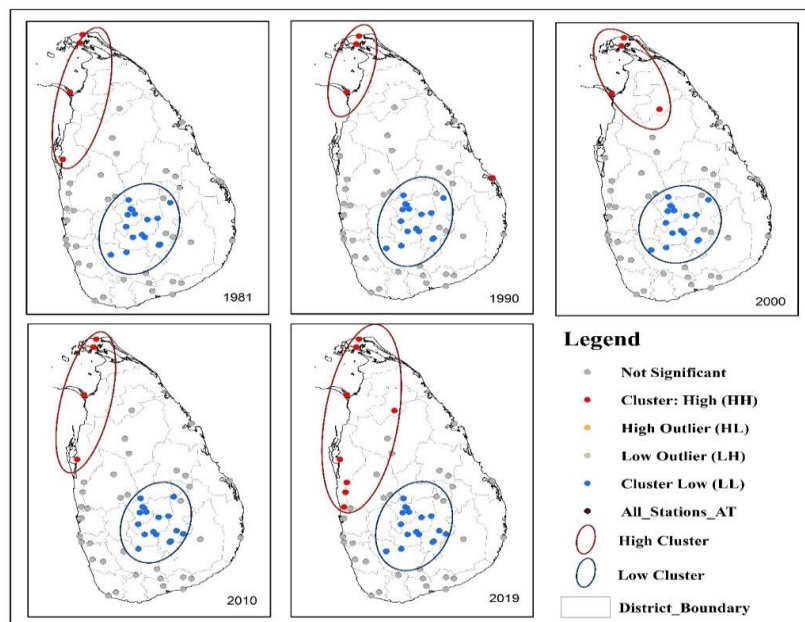 1981
1990
2000
2010
2019
Legend
Not Significant
Cluster: High (HH)
High Outlier (HL)
Low Outlier (LH)
Cluster Low (LL)
All_Stations_AT
High Cluster
Low Cluster
District_Boundary